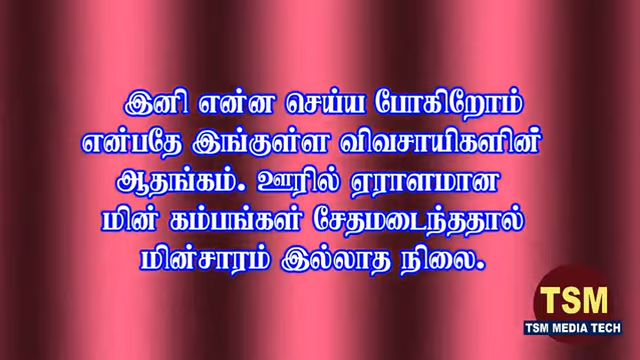 இனி என்ன செய்ய போகிறோம்
என்பதே இங்குள்ள விவசாயிகளின்
ஆதங்கம். ஊரில் ஏராளமான
மின் கம்பங்கள் சேதமடைந்ததால்
மின்சாரம் இல்லாத நிலை.
TSM
TSM MEDIA TECH